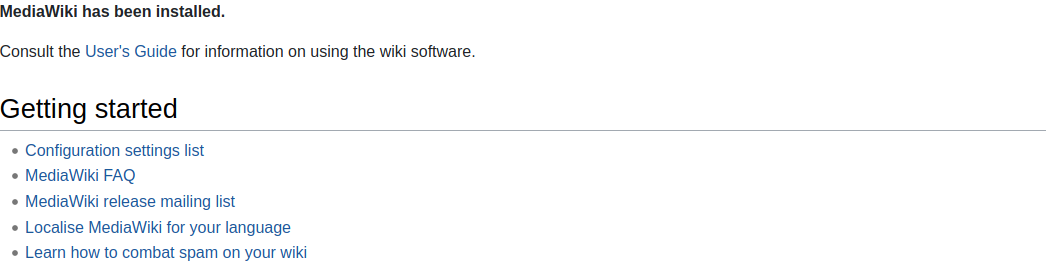 MediaWiki has been installed.
Consult the User's Guide for information on using the wiki software.
Getting started
Configuration settings list
MediaWiki FAQ
MediaWiki release mailing list
Localise MediaWiki for your language
Learn how to combat spam on your wiki